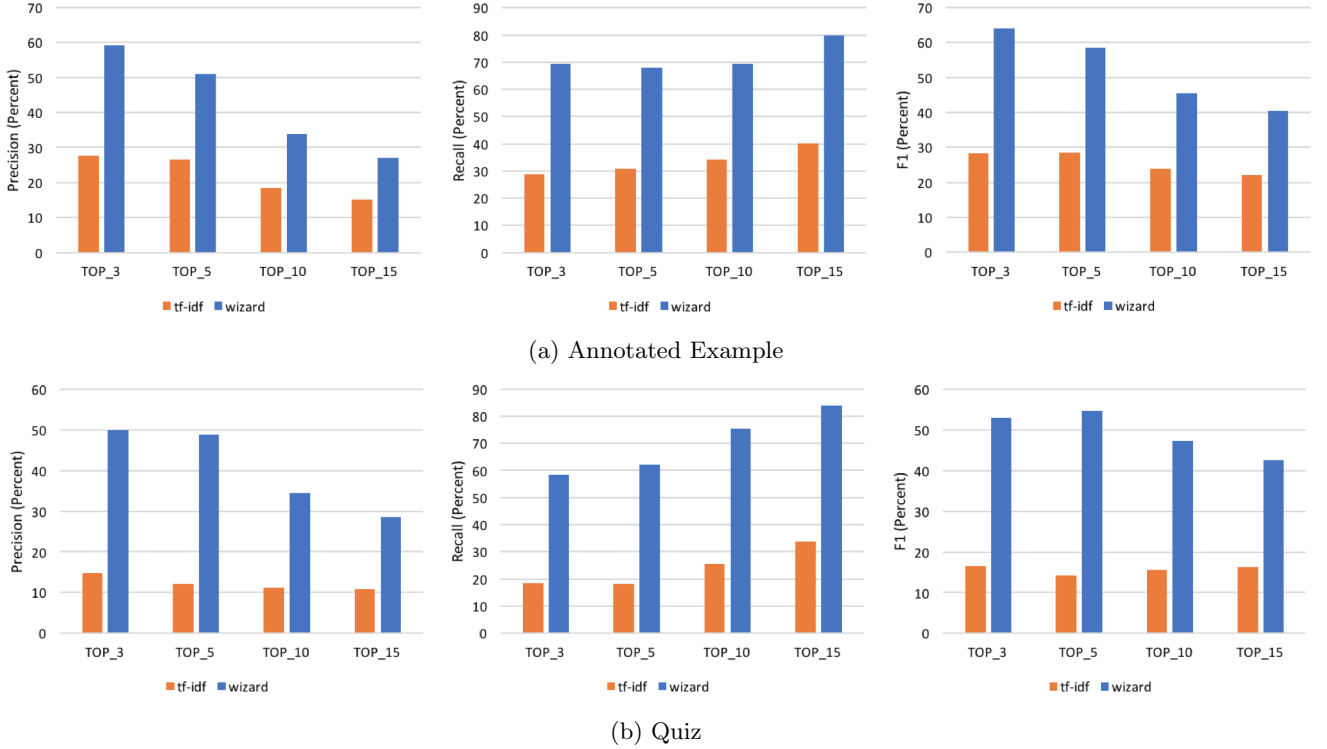 Precision (Percent)
70
60
50
40
30
20
10
0
TOP_3 TOP_5 TOP_10 TOP_15
tf-idf wizard
Recall (Percent)
90
80
70
60
50
40
30
20
10
0
TOP_3 TOP_5 TOP_10 TOP_15
tf-idf wizard
F1 (Percent)
70
60
50
40
30
20
10
0
TOP_3 TOP_5 TOP_10 TOP_15
tf-idf wizard
(a) Annotated Example
Precision (Percent)
60
50
40
30
20
10
0
TOP_3 TOP_5 TOP_10 TOP_15
tf-idf wizard
Recall (Percent)
90
80
70
60
50
40
30
20
10
0
TOP_3 TOP_5 TOP_10 TOP_15
tf-idf wizard
F1 (Percent)
60
50
40
30
20
10
0
TOP_3 TOP_5 TOP_10 TOP_15
tf-idf wizard
(b) Quiz